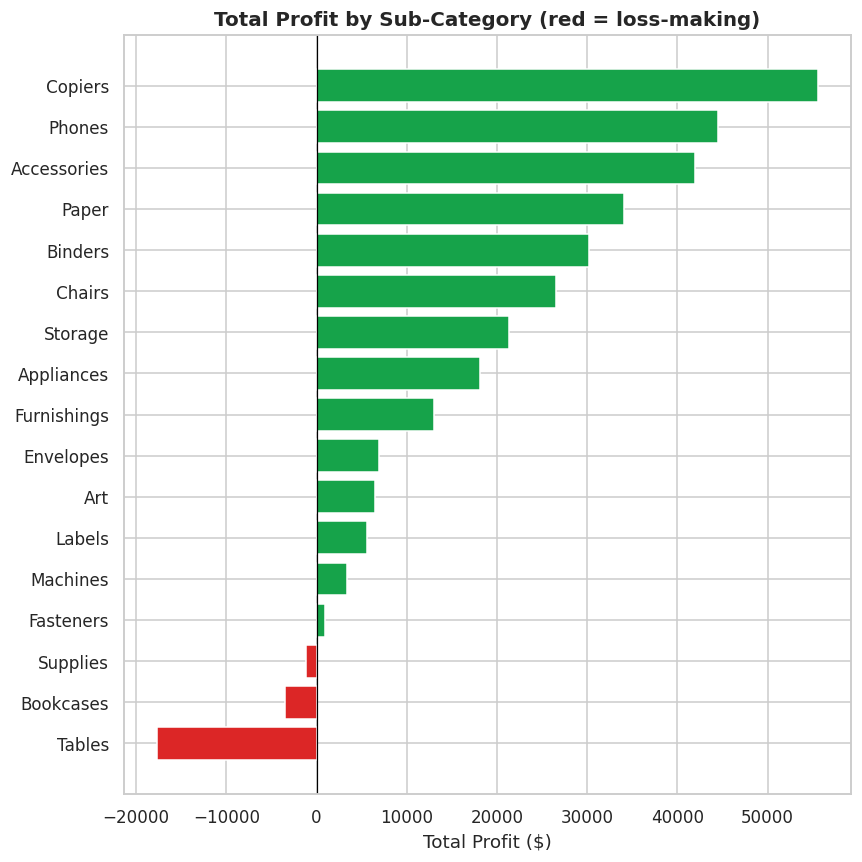 Total Profit by Sub-Category (red = loss-making)
Copiers
Phones
Accessories
Paper
Binders
Chairs
Storage
Appliances
Furnishings
Envelopes
Art
Labels
Machines
Fasteners
Supplies
Bookcases
Tables
−20000 −10000 0 10000 20000 30000 40000 50000
Total Profit ($)